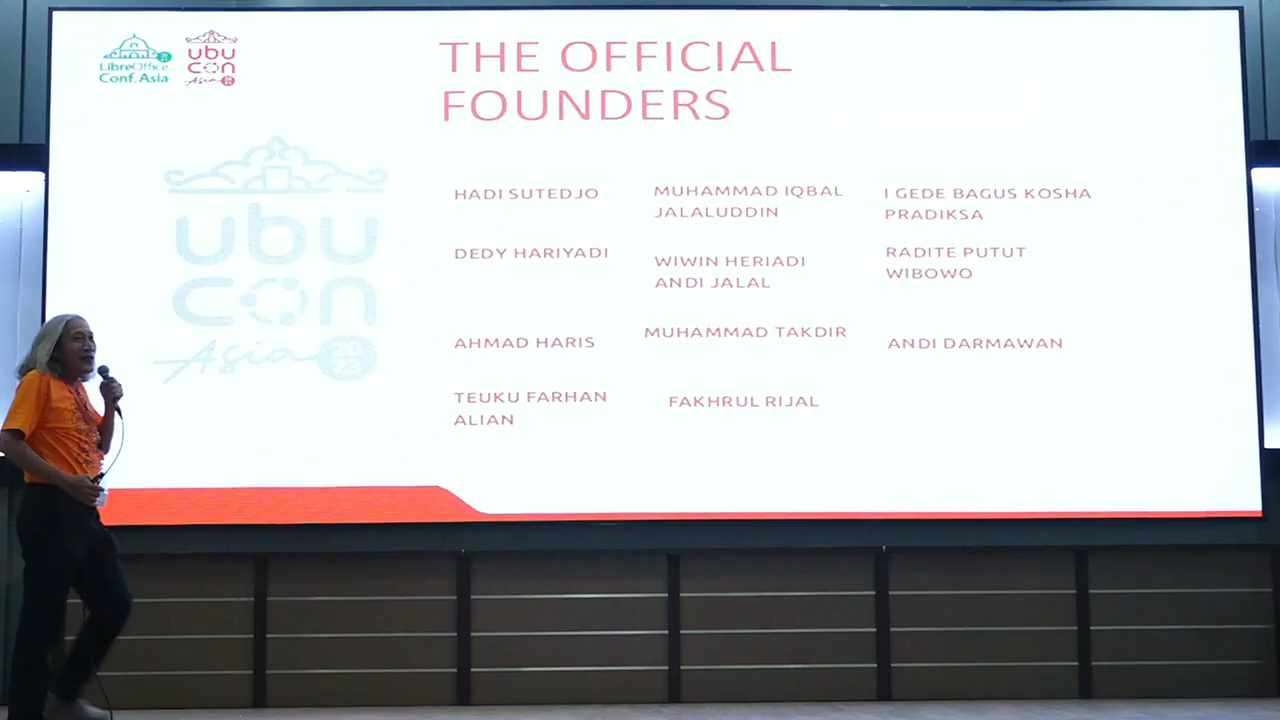 LibreOffice
Conf.Asia
ubu
con
Asia
THE OFFICIAL
FOUNDERS
ubu
con
Asia 20
23
HADI SUTEDJO
MUHAMMAD IQBAL
JALALUDDIN
I GEDE BAGUS KOSHA
PRADIKSA
DEDY HARIYADI
WIWIN HERIADI
ANDI JALAL
RADITE PUTUT
WIBOWO
AHMAD HARIS
MUHAMMAD TAKDIR
ANDI DARMAWAN
TEUKU FARHAN
ALIAN
FAKHRUL RIJAL